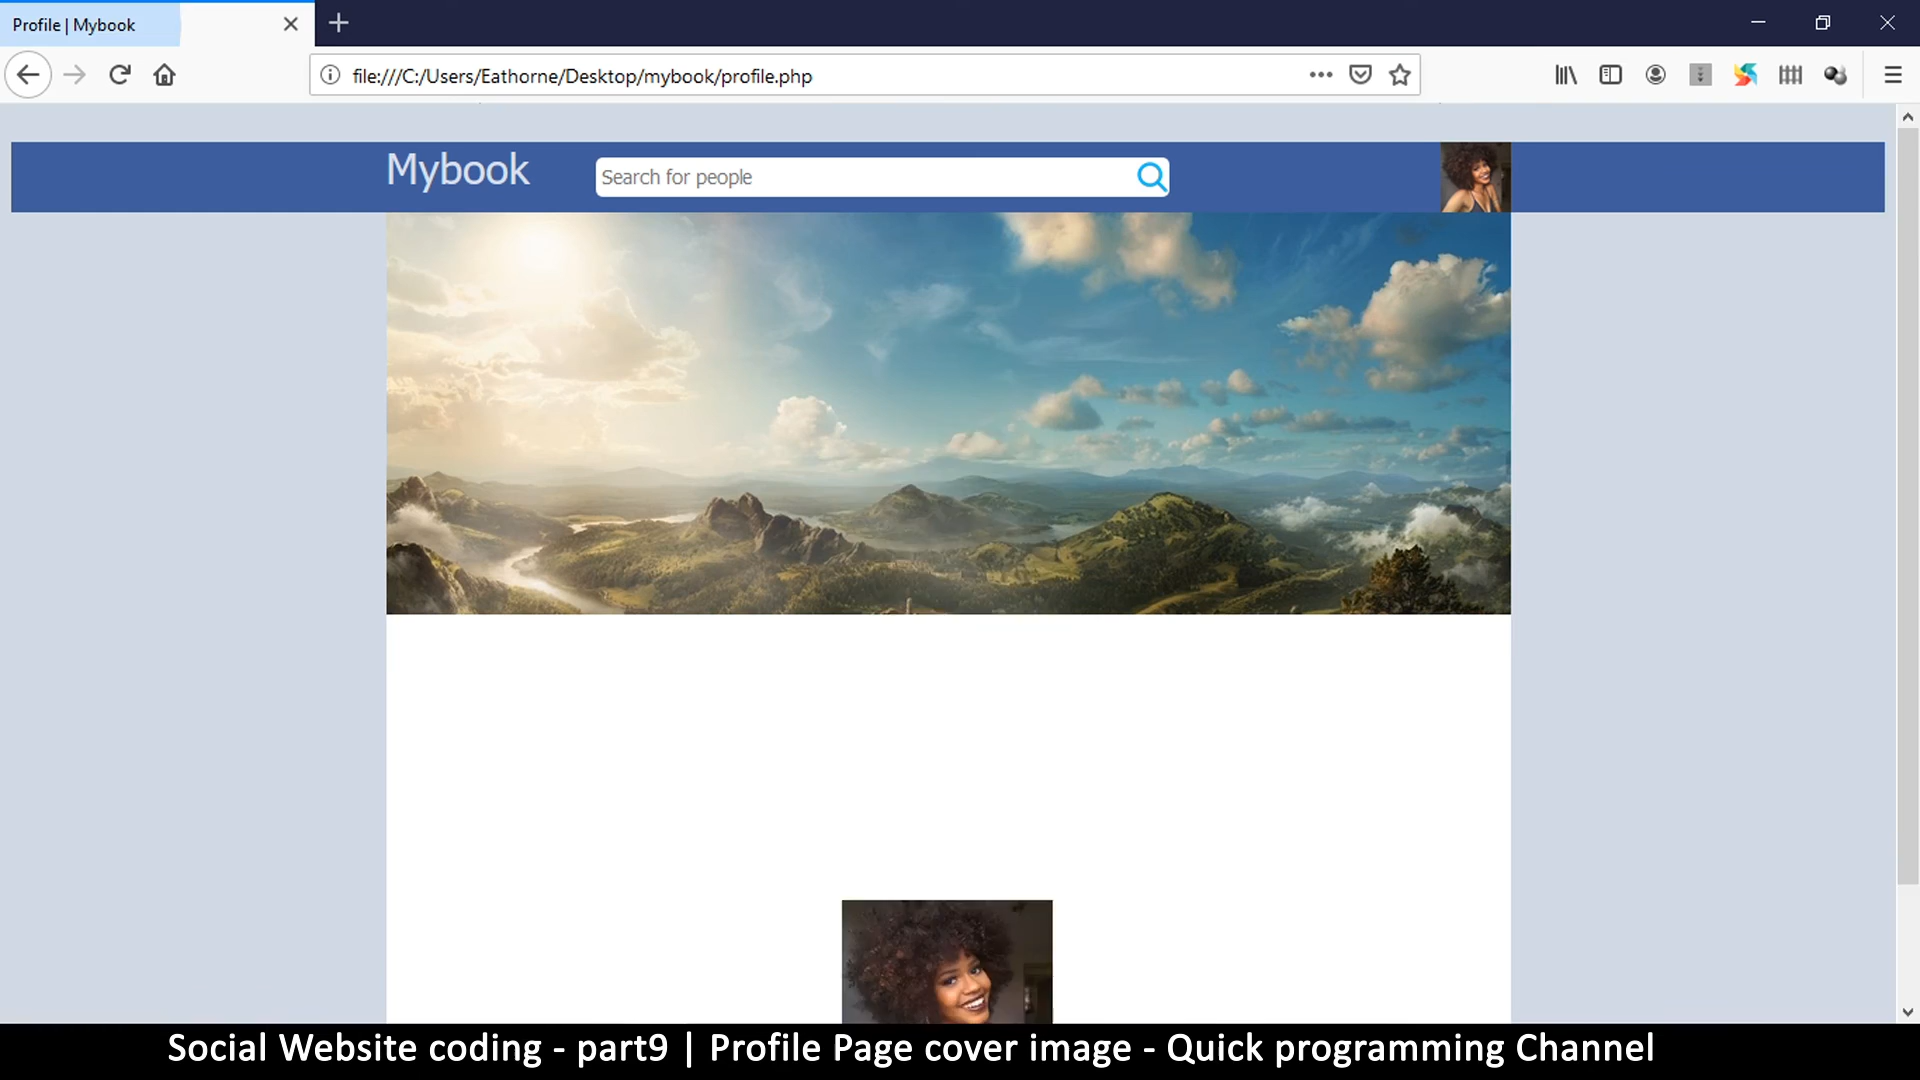 Profile | Mybook
file:///C:/Users/Eathorne/Desktop/mybook/profile.php
Mybook
Search for people
Social Website coding - part9 | Profile Page cover image - Quick programming Channel